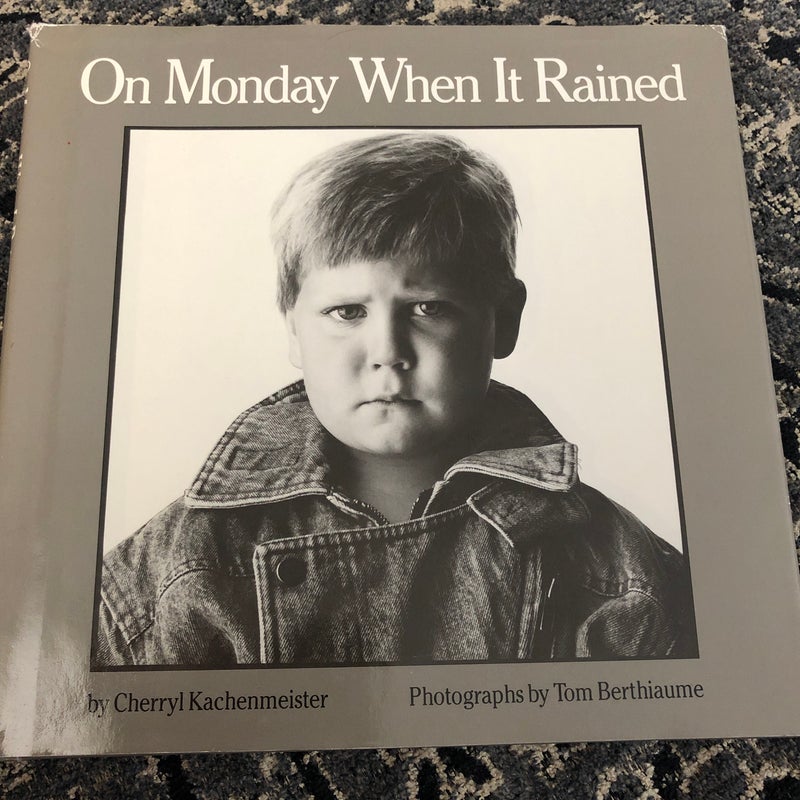 On Monday When It Rained
by Cherryl Kachenmeister
Photographs by Tom Berthiaume